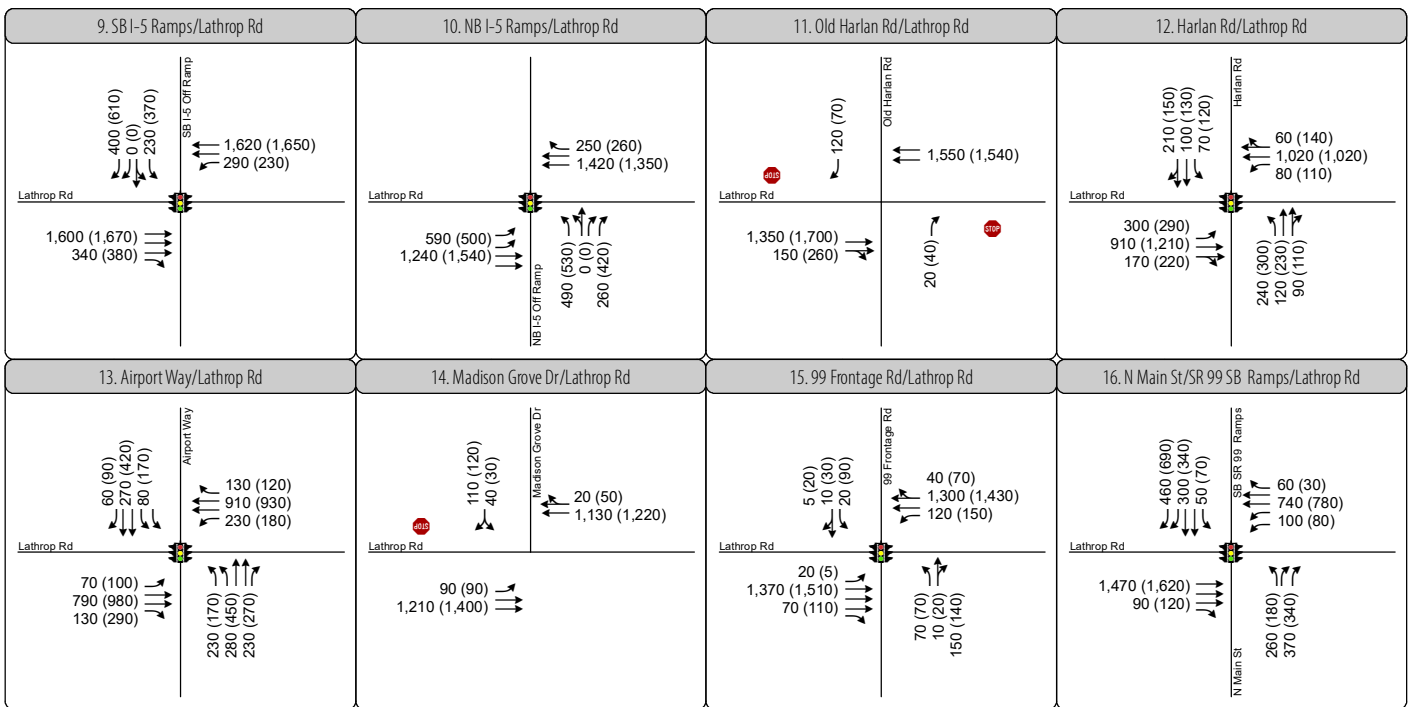 9. SB I-5 Ramps/Lathrop Rd
400 (610)
0 (0)
230 (370)
SB I-5 Off Ramp
1,620 (1,650)
290 (230)
Lathrop Rd
1,600 (1,670)
340 (380)
10. NB I-5 Ramps/Lathrop Rd
250 (260)
1,420 (1,350)
Lathrop Rd
590 (500)
1,240 (1,540)
NB I-5 Off Ramp
490 (530)
0 (0)
260 (420)
11. Old Harlan Rd/Lathrop Rd
120 (70)
Old Harlan Rd
1,550 (1,540)
STOP
Lathrop Rd
1,350 (1,700)
150 (260)
20 (40)
STOP
12. Harlan Rd/Lathrop Rd
210 (150)
100 (130)
70 (120)
Harlan Rd
60 (140)
1,020 (1,020)
80 (110)
Lathrop Rd
300 (290)
910 (1,210)
170 (220)
240 (300)
120 (230)
90 (110)
13. Airport Way/Lathrop Rd
60 (90)
270 (420)
80 (170)
Airport Way
130 (120)
910 (930)
230 (180)
Lathrop Rd
70 (100)
790 (980)
130 (290)
230 (170)
280 (450)
230 (270)
14. Madison Grove Dr/Lathrop Rd
110 (120)
40 (30)
Madison Grove Dr
20 (50)
1,130 (1,220)
STOP
Lathrop Rd
90 (90)
1,210 (1,400)
15. 99 Frontage Rd/Lathrop Rd
5 (20)
10 (30)
20 (90)
99 Frontage Rd
40 (70)
1,300 (1,430)
120 (150)
Lathrop Rd
20 (5)
1,370 (1,510)
70 (110)
70 (70)
10 (20)
150 (140)
16. N Main St/SR 99 SB Ramps/Lathrop Rd
460 (690)
300 (340)
50 (70)
SB SR 99 Ramps
60 (30)
740 (780)
100 (80)
Lathrop Rd
1,470 (1,620)
90 (120)
N Main St
260 (180)
370 (340)